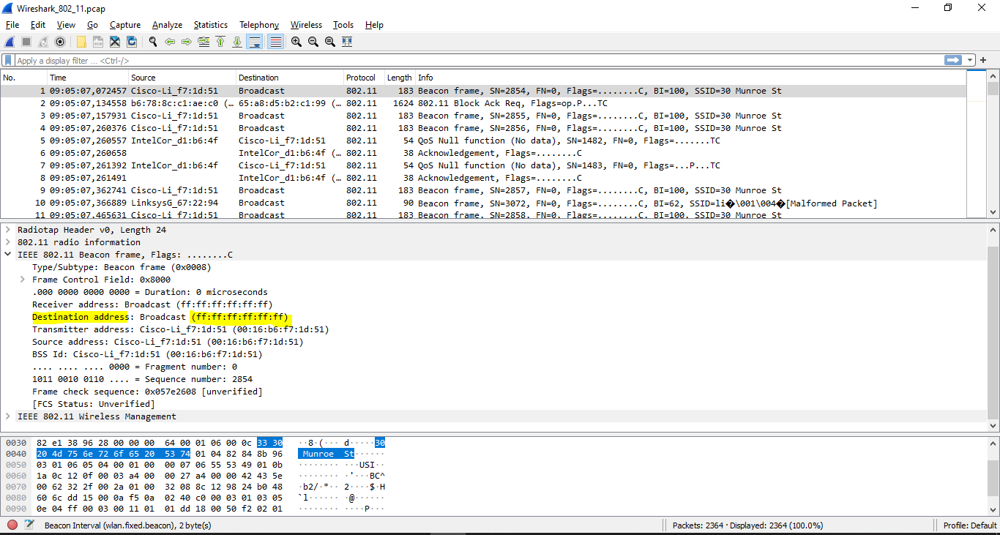 Wireshark_802_11.pcap
File Edit View Go Capture Analyze Statistics Telephony Wireless Tools Help
Apply a display filter ... <Ctrl-/>
No. Time Source Destination Protocol Length Info
1 09:05:07,072457 Cisco-Li_f7:1d:51 Broadcast 802.11 183 Beacon frame, SN=2854, FN=0, Flags=........C, BI=100, SSID=30 Munroe St
2 09:05:07,134558 b6:78:8c:c1:ae:c0 (… 65:a8:d5:b2:c1:99 (… 802.11 1624 802.11 Block Ack Req, Flags=op.P...TC
3 09:05:07,157931 Cisco-Li_f7:1d:51 Broadcast 802.11 183 Beacon frame, SN=2855, FN=0, Flags=........C, BI=100, SSID=30 Munroe St
4 09:05:07,260376 Cisco-Li_f7:1d:51 Broadcast 802.11 183 Beacon frame, SN=2856, FN=0, Flags=........C, BI=100, SSID=30 Munroe St
5 09:05:07,260557 IntelCor_d1:b6:4f Cisco-Li_f7:1d:51 802.11 54 QoS Null function (No data), SN=1482, FN=0, Flags=.......TC
6 09:05:07,260658 IntelCor_d1:b6:4f (… 802.11 38 Acknowledgement, Flags=........C
7 09:05:07,261392 IntelCor_d1:b6:4f Cisco-Li_f7:1d:51 802.11 54 QoS Null function (No data), SN=1483, FN=0, Flags=...P...TC
8 09:05:07,261491 IntelCor_d1:b6:4f (… 802.11 38 Acknowledgement, Flags=........C
9 09:05:07,362741 Cisco-Li_f7:1d:51 Broadcast 802.11 183 Beacon frame, SN=2857, FN=0, Flags=........C, BI=100, SSID=30 Munroe St
10 09:05:07,366889 LinksysG_67:22:94 Broadcast 802.11 90 Beacon frame, SN=3072, FN=0, Flags=........C, BI=62, SSID=li�\001\004�[Malformed Packet]
11 09:05:07,465631 Cisco-Li_f7:1d:51 Broadcast 802.11 183 Beacon frame, SN=2858, FN=0, Flags=........C, BI=100, SSID=30 Munroe St
Radiotap Header v0, Length 24
802.11 radio information
IEEE 802.11 Beacon frame, Flags: ........C
Type/Subtype: Beacon frame (0x0008)
Frame Control Field: 0x8000
.000 0000 0000 0000 = Duration: 0 microseconds
Receiver address: Broadcast (ff:ff:ff:ff:ff:ff)
Destination address: Broadcast (ff:ff:ff:ff:ff:ff)
Transmitter address: Cisco-Li_f7:1d:51 (00:16:b6:f7:1d:51)
Source address: Cisco-Li_f7:1d:51 (00:16:b6:f7:1d:51)
BSS Id: Cisco-Li_f7:1d:51 (00:16:b6:f7:1d:51)
.... .... .... 0000 = Fragment number: 0
1011 0010 0110 .... = Sequence number: 2854
Frame check sequence: 0x057e2608 [unverified]
[FCS Status: Unverified]
IEEE 802.11 Wireless Management
0030 82 e1 38 96 28 00 00 00 64 00 01 06 00 0c 33 30 ··8·(··· d·····30
0040 20 4d 75 6e 72 6f 65 20 53 74 01 04 82 84 8b 96 Munroe St······
0050 03 01 06 05 04 00 01 00 00 07 06 55 53 49 01 0b ········ ···USI··
0060 1a 0c 12 0f 00 03 a4 00 00 27 a4 00 00 42 43 5e ········ ·'···BC^
0070 00 62 32 2f 00 2a 01 00 32 08 8c 12 98 24 b0 48 ·b2/·*·· 2····$·H
0080 60 6c dd 15 00 0a f5 0a 02 40 c0 00 03 01 03 05 `l······ ·@······
0090 0e 04 ff 00 03 00 11 01 01 dd 18 00 50 f2 02 01 ········ ····P···
Beacon Interval (wlan.fixed.beacon), 2 byte(s) Packets: 2364 · Displayed: 2364 (100.0%) Profile: Default